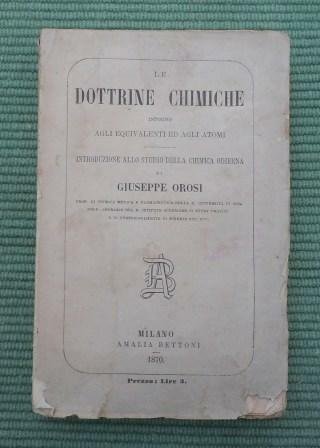 LE
DOTTRINE CHIMICHE
INTORNO
AGLI EQUIVALENTI ED AGLI ATOMI
INTRODUZIONE ALLO STUDIO DELLA CHIMICA ODIERNA
DI
GIUSEPPE OROSI
AB
MILANO
AMALIA BETTONI
1870.
Prezzo: Lire 3.